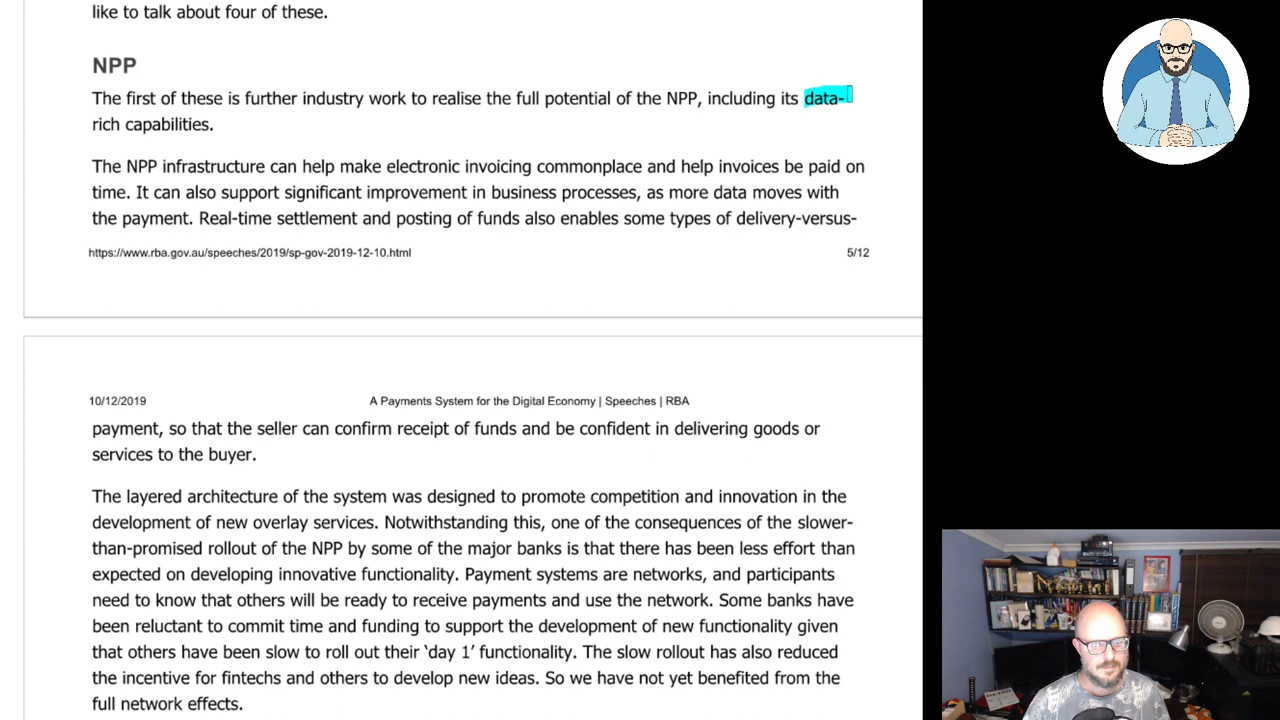 like to talk about four of these.
NPP
The first of these is further industry work to realise the full potential of the NPP, including its data-
rich capabilities.
The NPP infrastructure can help make electronic invoicing commonplace and help invoices be paid on
time. It can also support significant improvement in business processes, as more data moves with
the payment. Real-time settlement and posting of funds also enables some types of delivery-versus-
https://www.rba.gov.au/speeches/2019/sp-gov-2019-12-10.html 5/12
10/12/2019 A Payments System for the Digital Economy | Speeches | RBA
payment, so that the seller can confirm receipt of funds and be confident in delivering goods or
services to the buyer.
The layered architecture of the system was designed to promote competition and innovation in the
development of new overlay services. Notwithstanding this, one of the consequences of the slower-
than-promised rollout of the NPP by some of the major banks is that there has been less effort than
expected on developing innovative functionality. Payment systems are networks, and participants
need to know that others will be ready to receive payments and use the network. Some banks have
been reluctant to commit time and funding to support the development of new functionality given
that others have been slow to roll out their ‘day 1’ functionality. The slow rollout has also reduced
the incentive for fintechs and others to develop new ideas. So we have not yet benefited from the
full network effects.